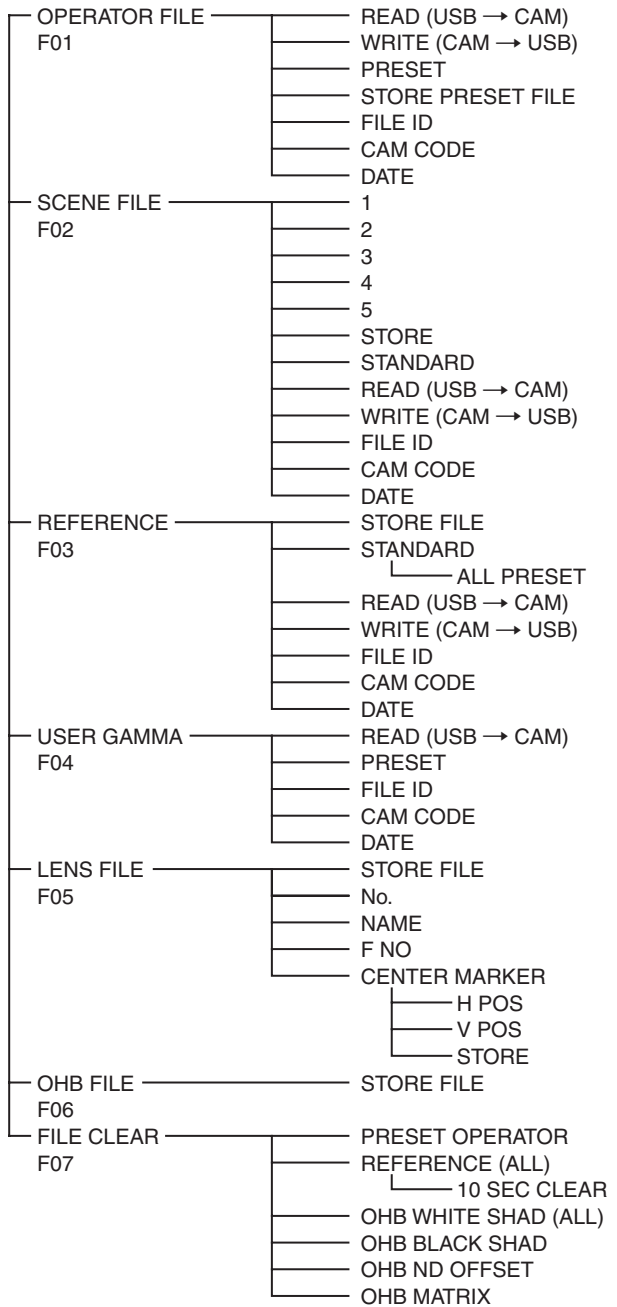 OPERATOR FILE
F01
READ (USB → CAM)
WRITE (CAM → USB)
PRESET
STORE PRESET FILE
FILE ID
CAM CODE
DATE
SCENE FILE
F02
1
2
3
4
5
STORE
STANDARD
READ (USB → CAM)
WRITE (CAM → USB)
FILE ID
CAM CODE
DATE
REFERENCE
F03
STORE FILE
STANDARD
ALL PRESET
READ (USB → CAM)
WRITE (CAM → USB)
FILE ID
CAM CODE
DATE
USER GAMMA
F04
READ (USB → CAM)
PRESET
FILE ID
CAM CODE
DATE
LENS FILE
F05
STORE FILE
No.
NAME
F NO
CENTER MARKER
H POS
V POS
STORE
OHB FILE
F06
STORE FILE
FILE CLEAR
F07
PRESET OPERATOR
REFERENCE (ALL)
10 SEC CLEAR
OHB WHITE SHAD (ALL)
OHB BLACK SHAD
OHB ND OFFSET
OHB MATRIX